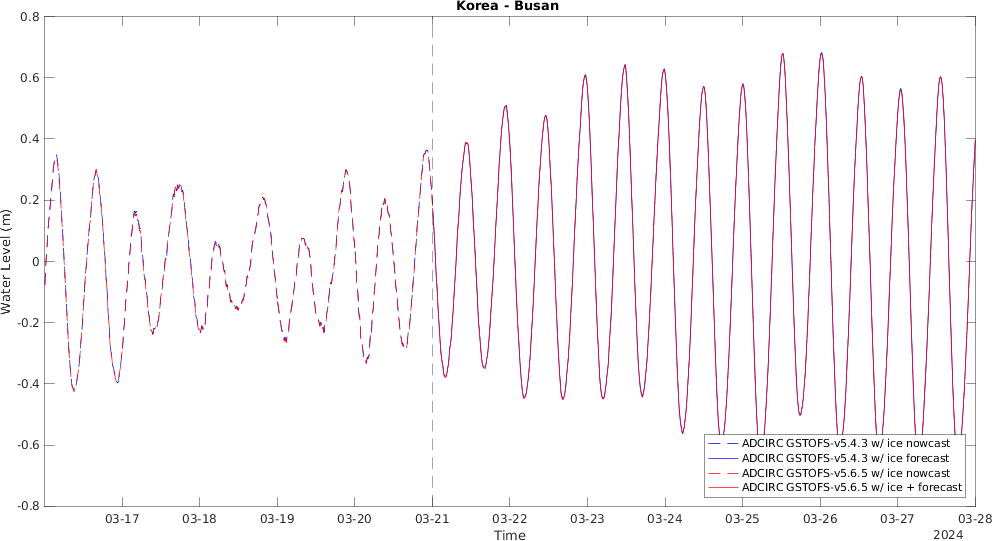 Korea - Busan
0.8
0.6
0.4
0.2
0
-0.2
-0.4
-0.6
-0.8
Water Level (m)
ADCIRC GSTOFS-v5.4.3 w/ ice nowcast
ADCIRC GSTOFS-v5.4.3 w/ ice forecast
ADCIRC GSTOFS-v5.6.5 w/ ice nowcast
ADCIRC GSTOFS-v5.6.5 w/ ice + forecast
03-17 03-18 03-19 03-20 03-21 03-22 03-23 03-24 03-25 03-26 03-27 03-28
Time
2024